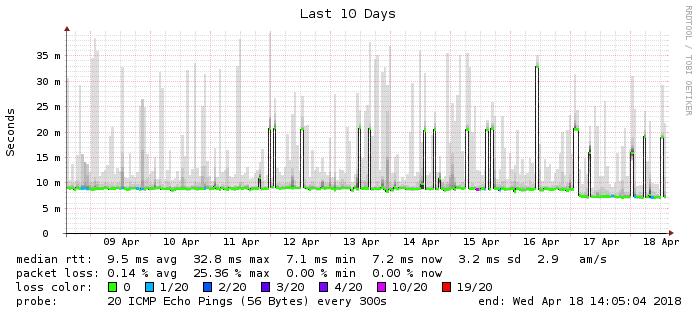 Last 10 Days
RRDTOOL / TOBI OETIKER
Seconds
35 m
30 m
25 m
20 m
15 m
10 m
5 m
0
09 Apr 10 Apr 11 Apr 12 Apr 13 Apr 14 Apr 15 Apr 16 Apr 17 Apr 18 Apr
median rtt: 9.5 ms avg 32.8 ms max 7.1 ms min 7.2 ms now 3.2 ms sd 2.9 am/s
packet loss: 0.14 % avg 25.36 % max 0.00 % min 0.00 % now
loss color: 0 1/20 2/20 3/20 4/20 10/20 19/20
probe: 20 ICMP Echo Pings (56 Bytes) every 300s end: Wed Apr 18 14:05:04 2018